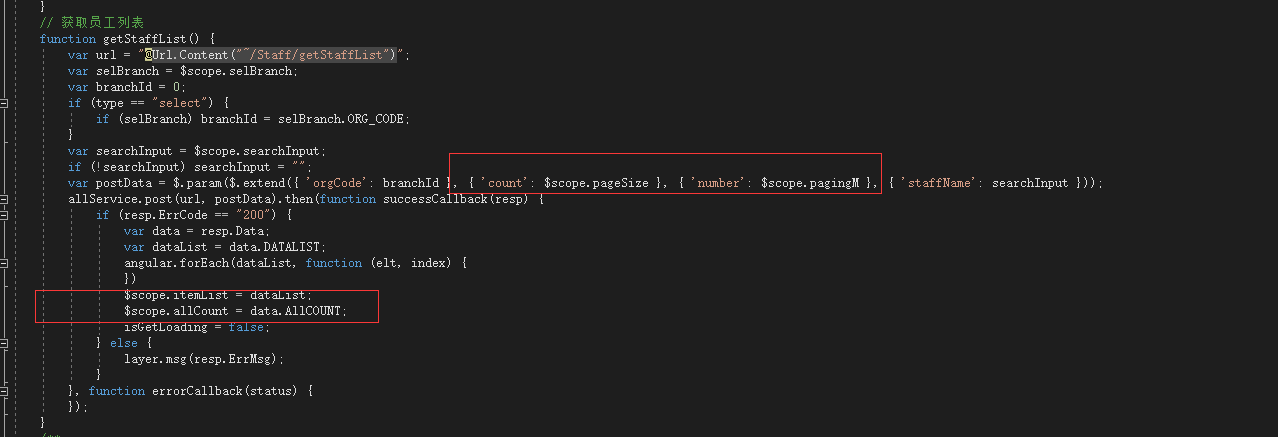 }
// 获取员工列表
function getStaffList() {
var url = "@Url.Content("~/Staff/getStaffList")";
var selBranch = $scope.selBranch;
var branchId = 0;
if (type == "select") {
if (selBranch) branchId = selBranch.ORG_CODE;
}
var searchInput = $scope.searchInput;
if (!searchInput) searchInput = "";
var postData = $.param($.extend({ 'orgCode': branchId }, { 'count': $scope.pageSize }, { 'number': $scope.pagingM }, { 'staffName': searchInput }));
allService.post(url, postData).then(function successCallback(resp) {
if (resp.ErrCode == "200") {
var data = resp.Data;
var dataList = data.DATALIST;
angular.forEach(dataList, function (elt, index) {
})
$scope.itemList = dataList;
$scope.allCount = data.AllCOUNT;
isGetLoading = false;
} else {
layer.msg(resp.ErrMsg);
}
}, function errorCallback(status) {
});
}
/**